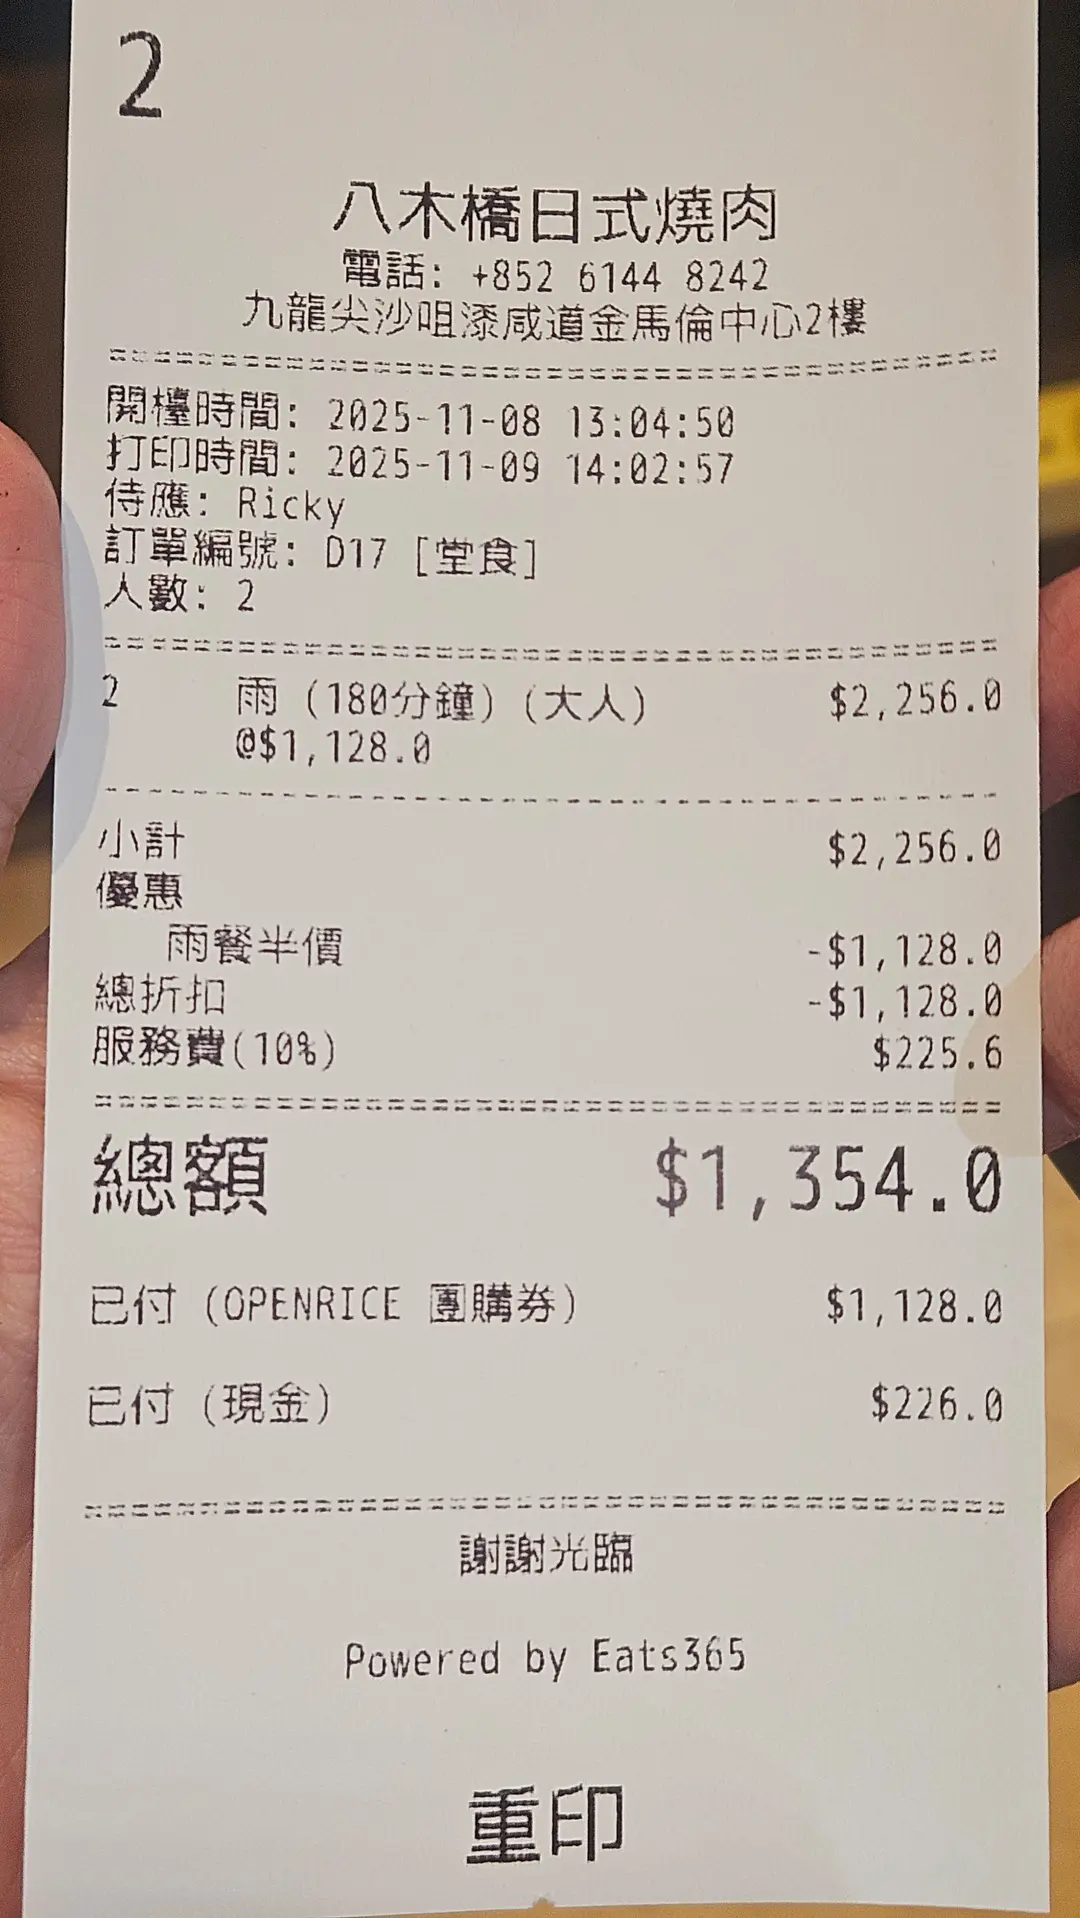 2
八木橋日式燒肉
電話: +852 6144 8242
九龍尖沙咀漆咸道金馬倫中心2樓
開檯時間: 2025-11-08 13:04:50
打印時間: 2025-11-09 14:02:57
侍應: Ricky
訂單編號: D17 [堂食]
人數: 2
2 雨 (180分鐘) (大人) $2,256.0
@$1,128.0
小計 $2,256.0
優惠
雨餐半價 -$1,128.0
總折扣 -$1,128.0
服務費(10%) $225.6
總額 $1,354.0
已付 (OPENRICE 團購券) $1,128.0
已付 (現金) $226.0
謝謝光臨
Powered by Eats365
重印